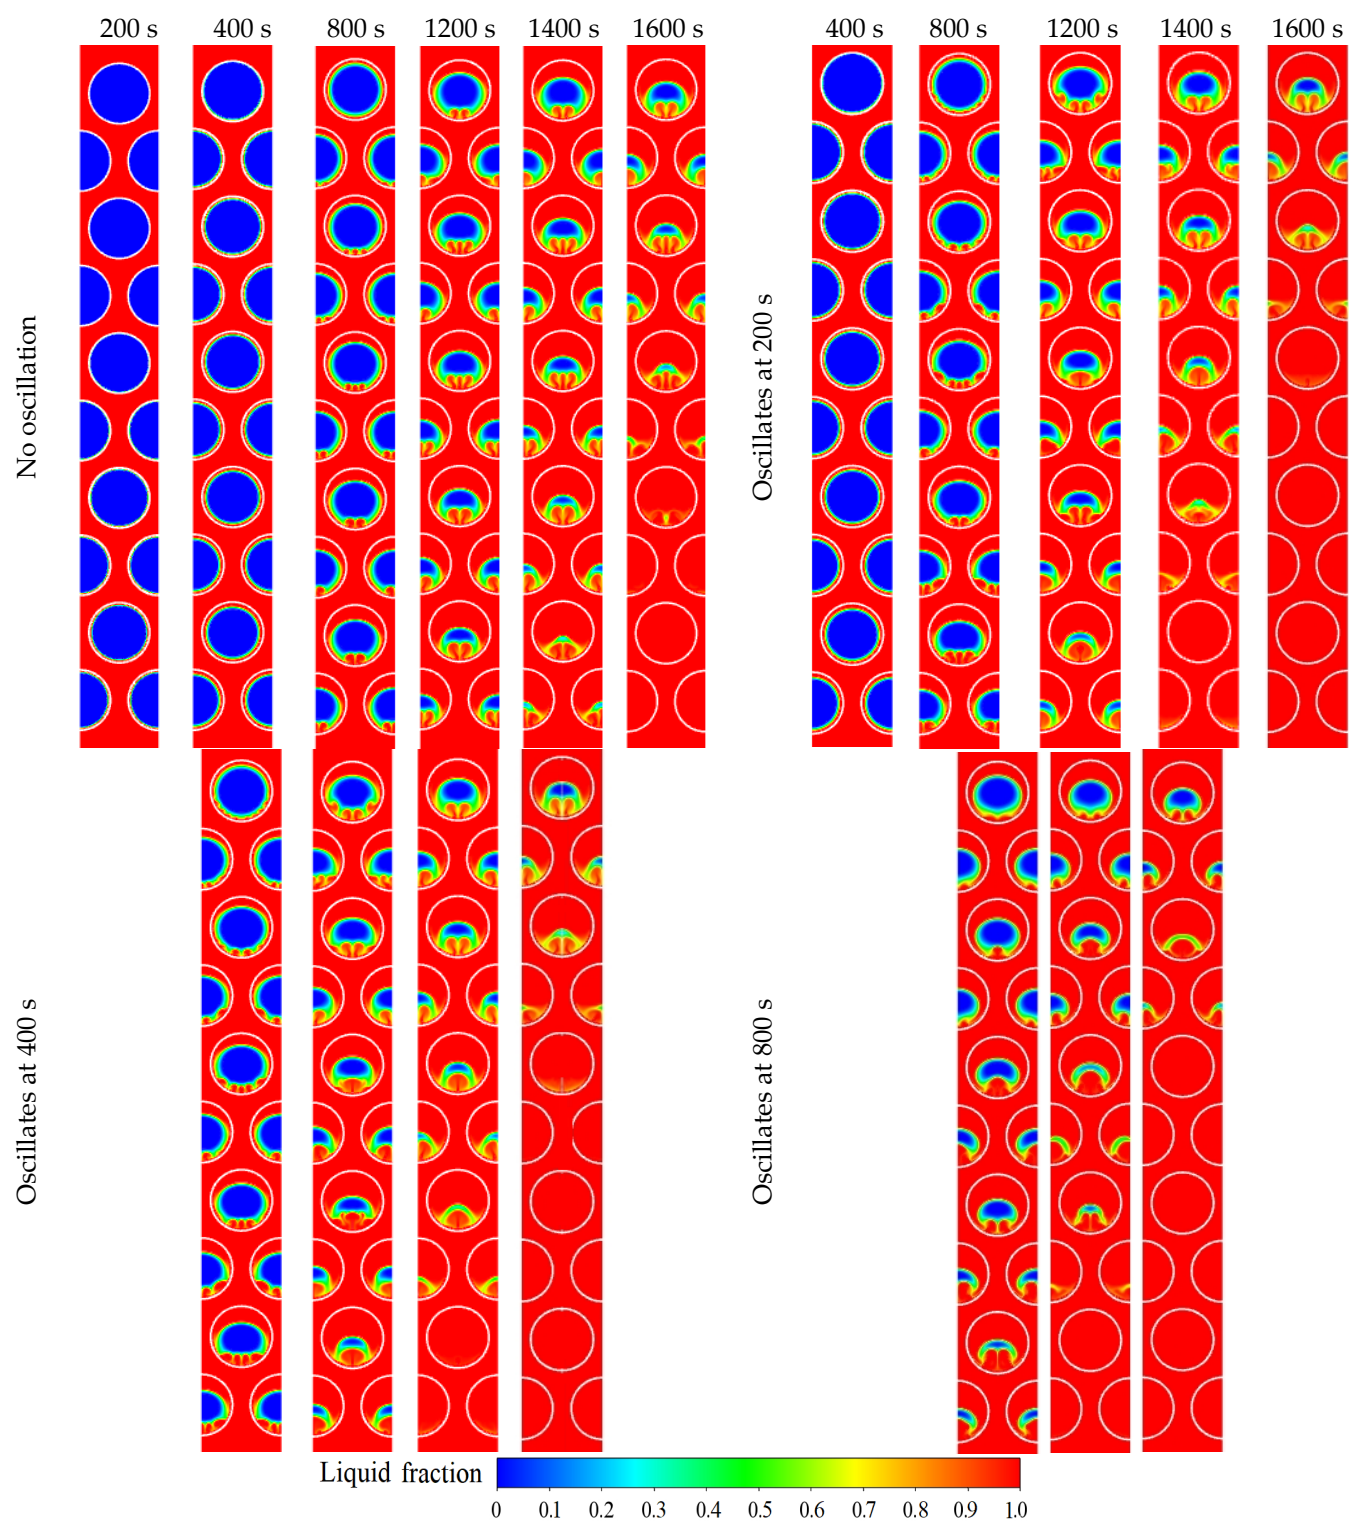 200 s 400 s 800 s 1200 s 1400 s 1600 s
400 s 800 s 1200 s 1400 s 1600 s
No oscillation
Oscillates at 200 s
Oscillates at 400 s
Oscillates at 800 s
Liquid fraction
0 0.1 0.2 0.3 0.4 0.5 0.6 0.7 0.8 0.9 1.0